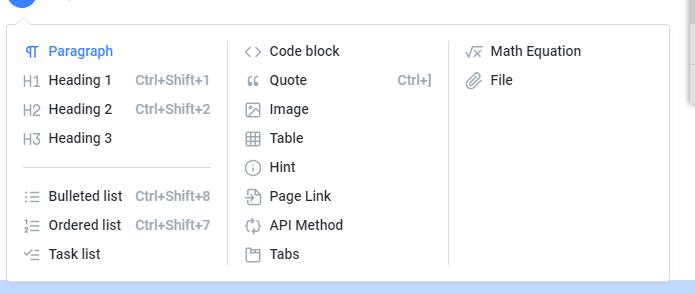 Paragraph
H1 Heading 1 Ctrl+Shift+1
H2 Heading 2 Ctrl+Shift+2
H3 Heading 3
Bulleted list Ctrl+Shift+8
Ordered list Ctrl+Shift+7
Task list
Code block
Quote Ctrl+]
Image
Table
Hint
Page Link
API Method
Tabs
Math Equation
File